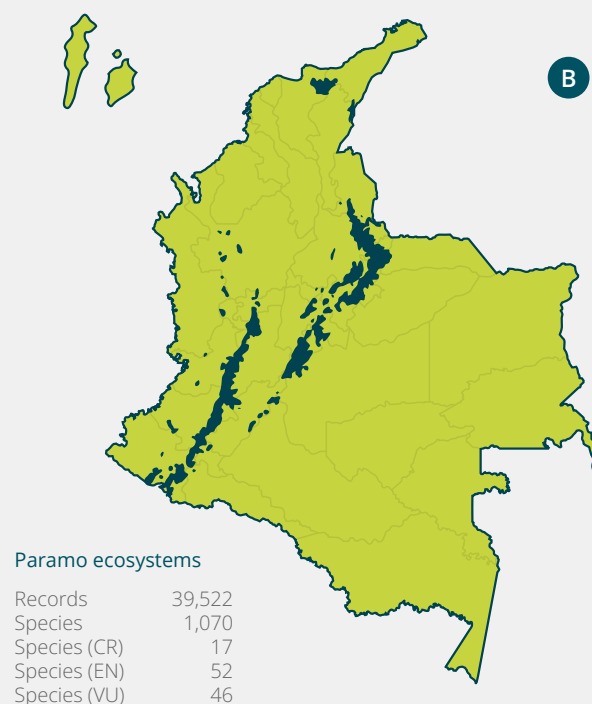 B
Paramo ecosystems
Records 39,522
Species 1,070
Species (CR) 17
Species (EN) 52
Species (VU) 46